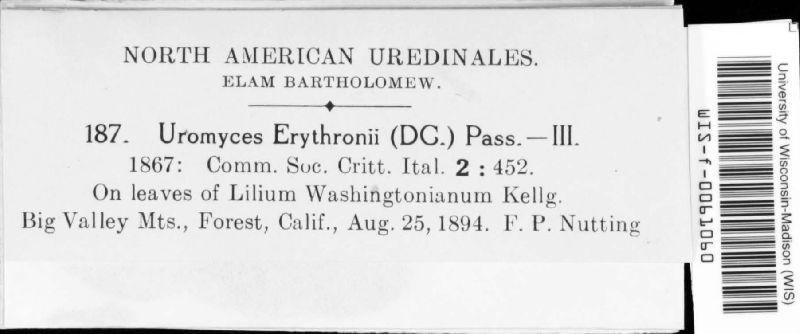 NORTH AMERICAN UREDINALES.
ELAM BARTHOLOMEW.
187. Uromyces Erythronii (DC.) Pass.—III.
1867: Comm. Soc. Critt. Ital. 2 : 452.
On leaves of Lilium Washingtonianum Kellg.
Big Valley Mts., Forest, Calif., Aug. 25, 1894. F. P. Nutting
WIS-f-0061060
University of Wisconsin-Madison (WIS)